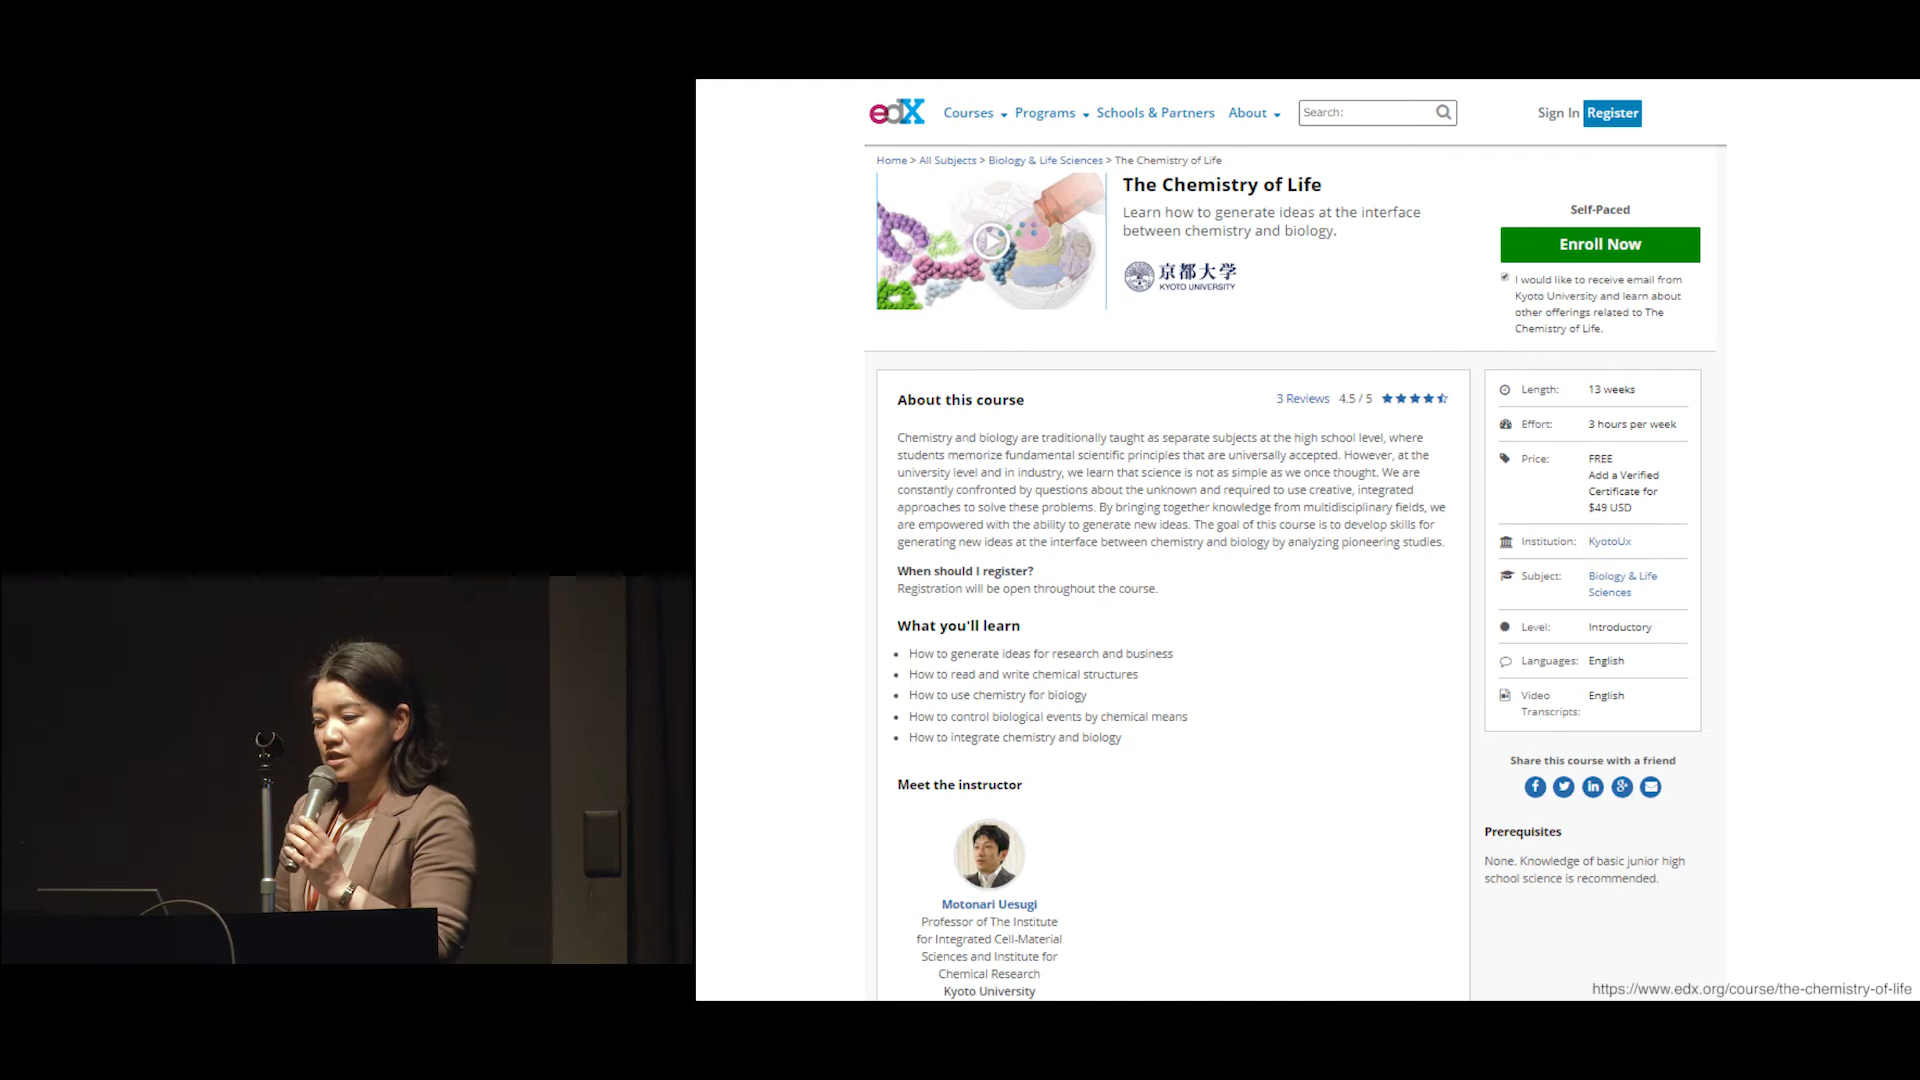 edX
Courses Programs Schools & Partners About Search: Sign In Register
Home > All Subjects > Biology & Life Sciences > The Chemistry of Life
The Chemistry of Life
Learn how to generate ideas at the interface
between chemistry and biology.
京都大学
KYOTO UNIVERSITY
Self-Paced
Enroll Now
I would like to receive email from
Kyoto University and learn about
other offerings related to The
Chemistry of Life.
About this course
3 Reviews 4.5 / 5
Chemistry and biology are traditionally taught as separate subjects at the high school level, where
students memorize fundamental scientific principles that are universally accepted. However, at the
university level and in industry, we learn that science is not as simple as we once thought. We are
constantly confronted by questions about the unknown and required to use creative, integrated
approaches to solve these problems. By bringing together knowledge from multidisciplinary fields, we
are empowered with the ability to generate new ideas. The goal of this course is to develop skills for
generating new ideas at the interface between chemistry and biology by analyzing pioneering studies.
When should I register?
Registration will be open throughout the course.
What you'll learn
• How to generate ideas for research and business
• How to read and write chemical structures
• How to use chemistry for biology
• How to control biological events by chemical means
• How to integrate chemistry and biology
Meet the instructor
Motonari Uesugi
Professor of The Institute
for Integrated Cell-Material
Sciences and Institute for
Chemical Research
Kyoto University
Length: 13 weeks
Effort: 3 hours per week
Price: FREE
Add a Verified
Certificate for
$49 USD
Institution: KyotoUx
Subject: Biology & Life
Sciences
Level: Introductory
Languages: English
Video English
Transcripts:
Share this course with a friend
Prerequisites
None. Knowledge of basic junior high
school science is recommended.
https://www.edx.org/course/the-chemistry-of-life